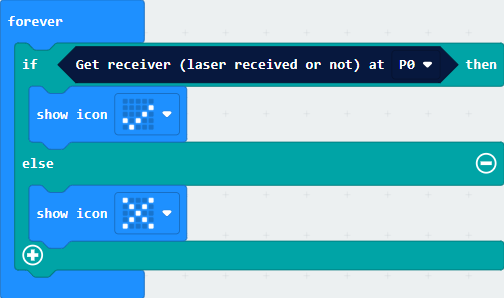 forever
if Get receiver (laser received or not) at P0 then
show icon
else
show icon